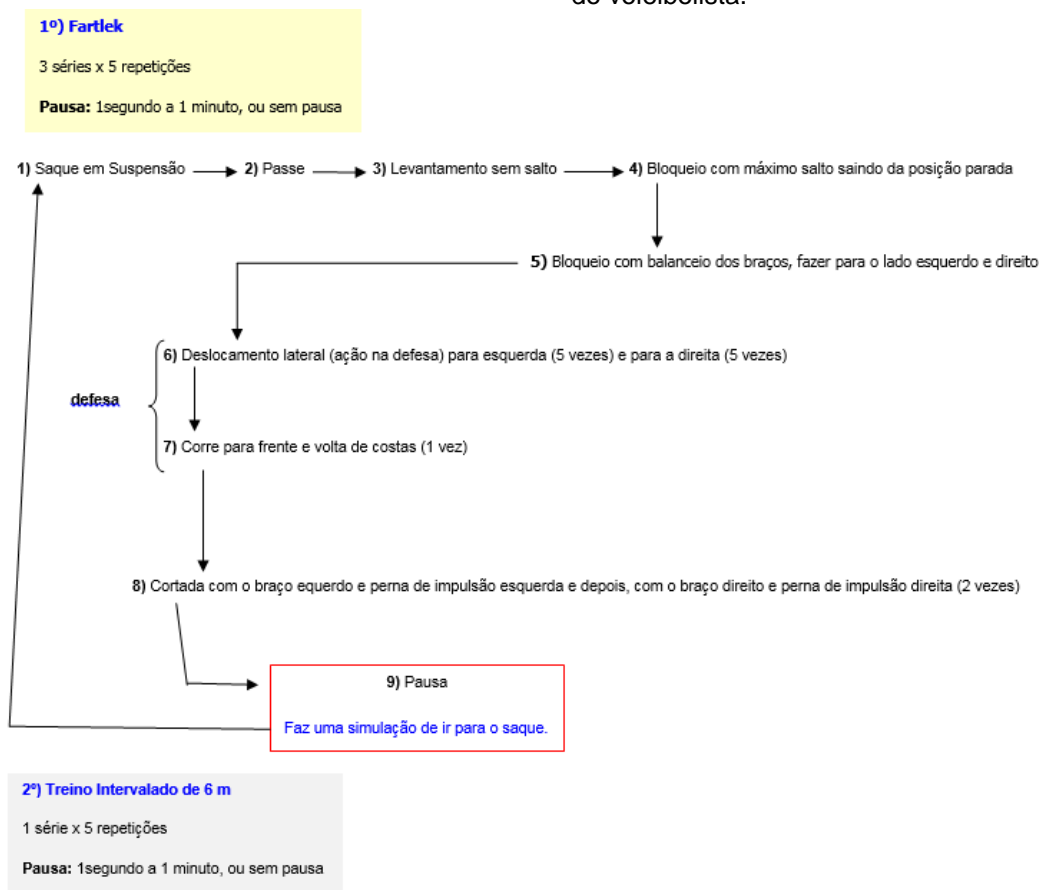 do voleibolista.
1º) Fartlek
3 séries x 5 repetições
Pausa: 1segundo a 1 minuto, ou sem pausa
1) Saque em Suspensão 2) Passe 3) Levantamento sem salto 4) Bloqueio com máximo salto saindo da posição parada
5) Bloqueio com balanceio dos braços, fazer para o lado esquerdo e direito
6) Deslocamento lateral (ação na defesa) para esquerda (5 vezes) e para a direita (5 vezes)
defesa
7) Corre para frente e volta de costas (1 vez)
8) Cortada com o braço equerdo e perna de impulsão esquerda e depois, com o braço direito e perna de impulsão direita (2 vezes)
9) Pausa
Faz uma simulação de ir para o saque.
2º) Treino Intervalado de 6 m
1 série x 5 repetições
Pausa: 1segundo a 1 minuto, ou sem pausa